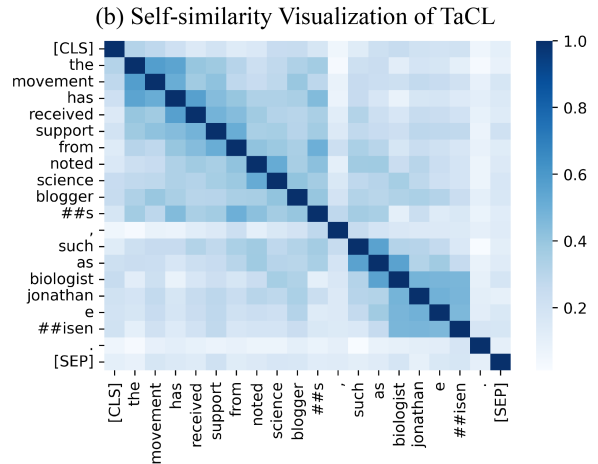 (b) Self-similarity Visualization of TaCL
[CLS]
the
movement
has
received
support
from
noted
science
blogger
##s
,
such
as
biologist
jonathan
e
##isen
.
[SEP]
[CLS]
the
movement
has
received
support
from
noted
science
blogger
##s
,
such
as
biologist
jonathan
e
##isen
.
[SEP]
1.0
0.8
0.6
0.4
0.2